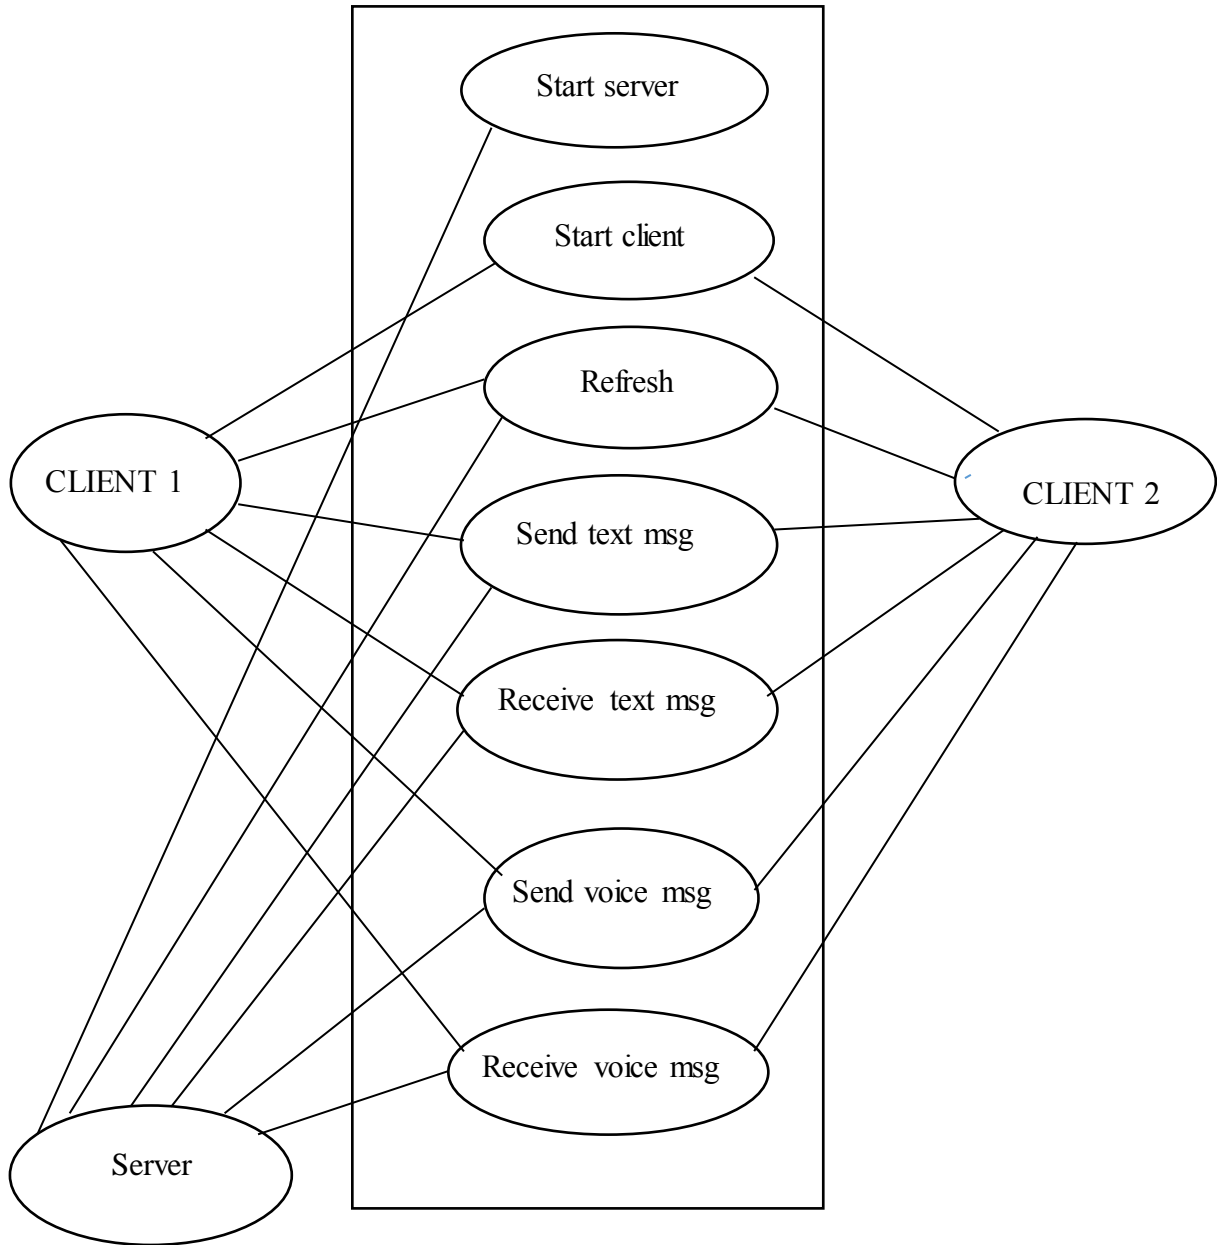 Start server
Start client
Refresh
CLIENT 1
CLIENT 2
Send text msg
Receive text msg
Send voice msg
Receive voice msg
Server